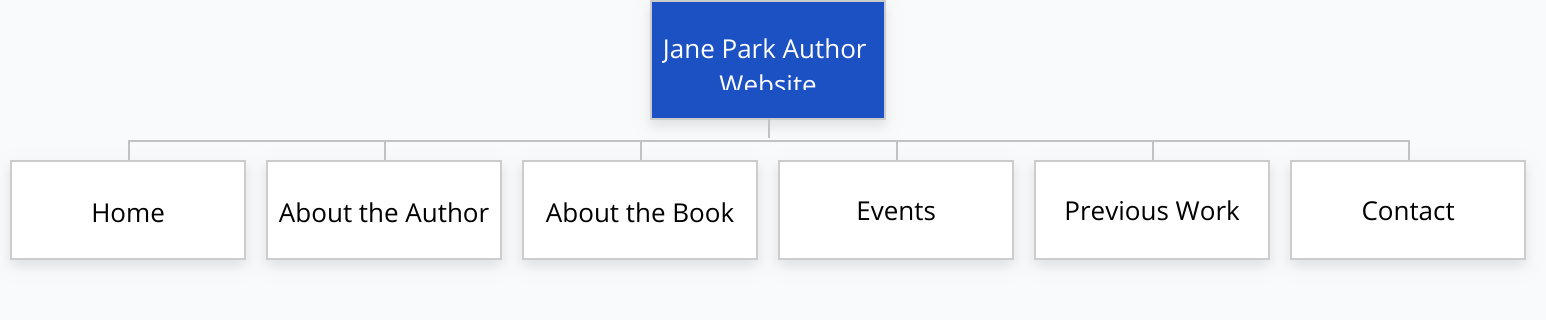 Jane Park Author
Website
Home
About the Author
About the Book
Events
Previous Work
Contact